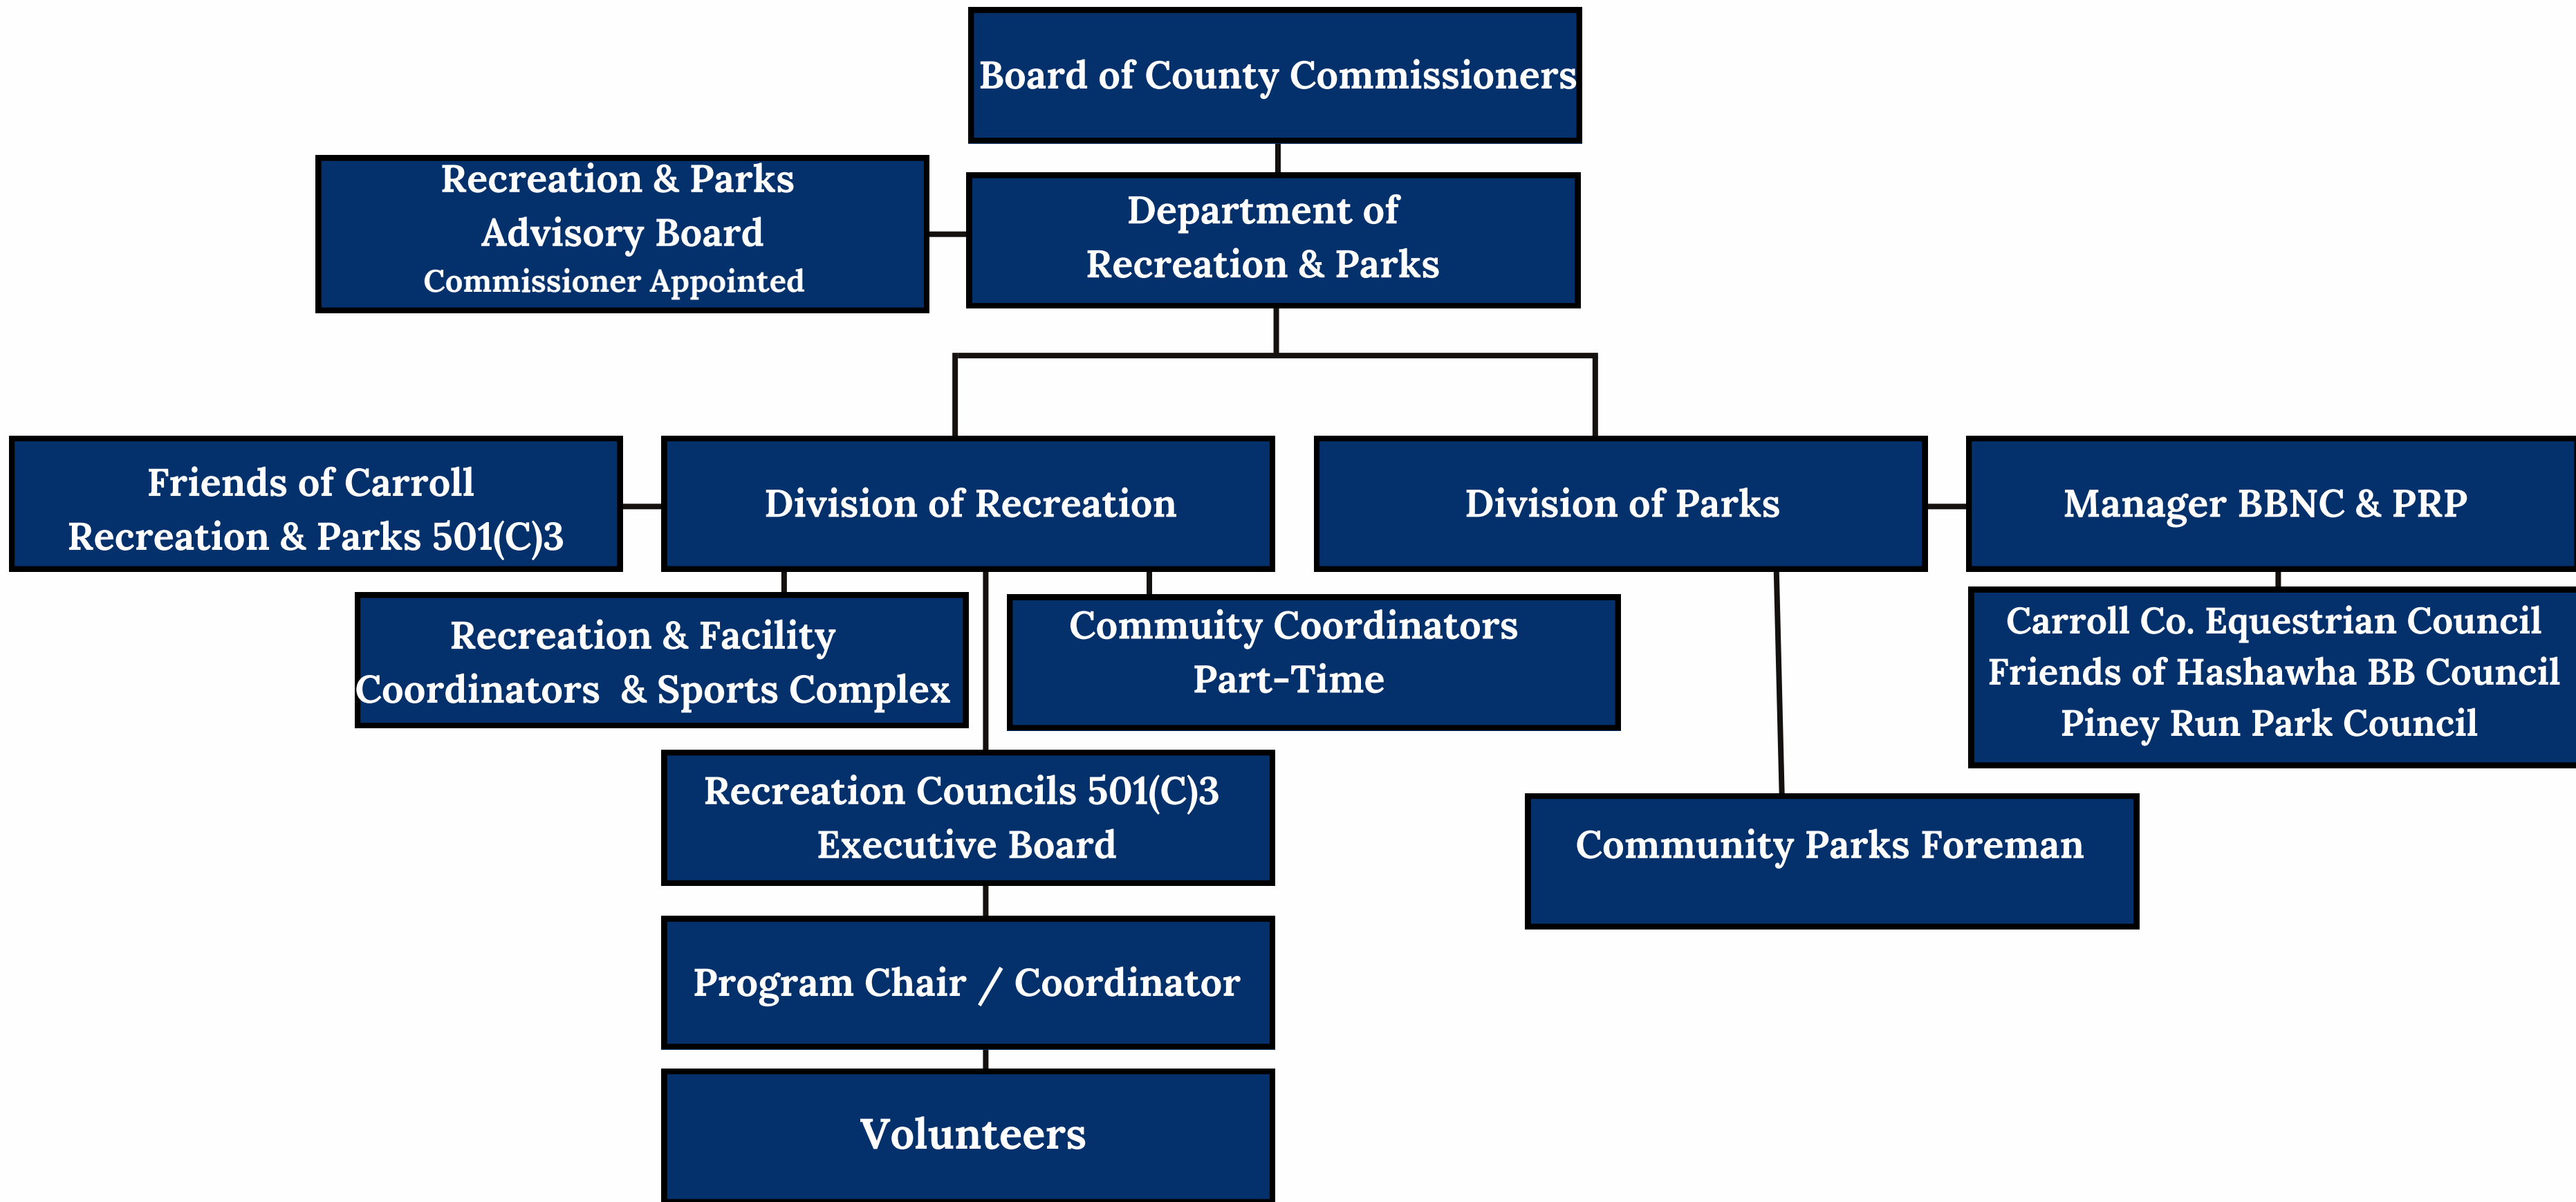 Board of County Commissioners
Recreation & Parks
Advisory Board
Commissioner Appointed
Department of
Recreation & Parks
Friends of Carroll
Recreation & Parks 501(C)3
Division of Recreation
Division of Parks
Manager BBNC & PRP
Recreation & Facility
Coordinators & Sports Complex
Commuity Coordinators
Part-Time
Carroll Co. Equestrian Council
Friends of Hashawha BB Council
Piney Run Park Council
Recreation Councils 501(C)3
Executive Board
Community Parks Foreman
Program Chair / Coordinator
Volunteers